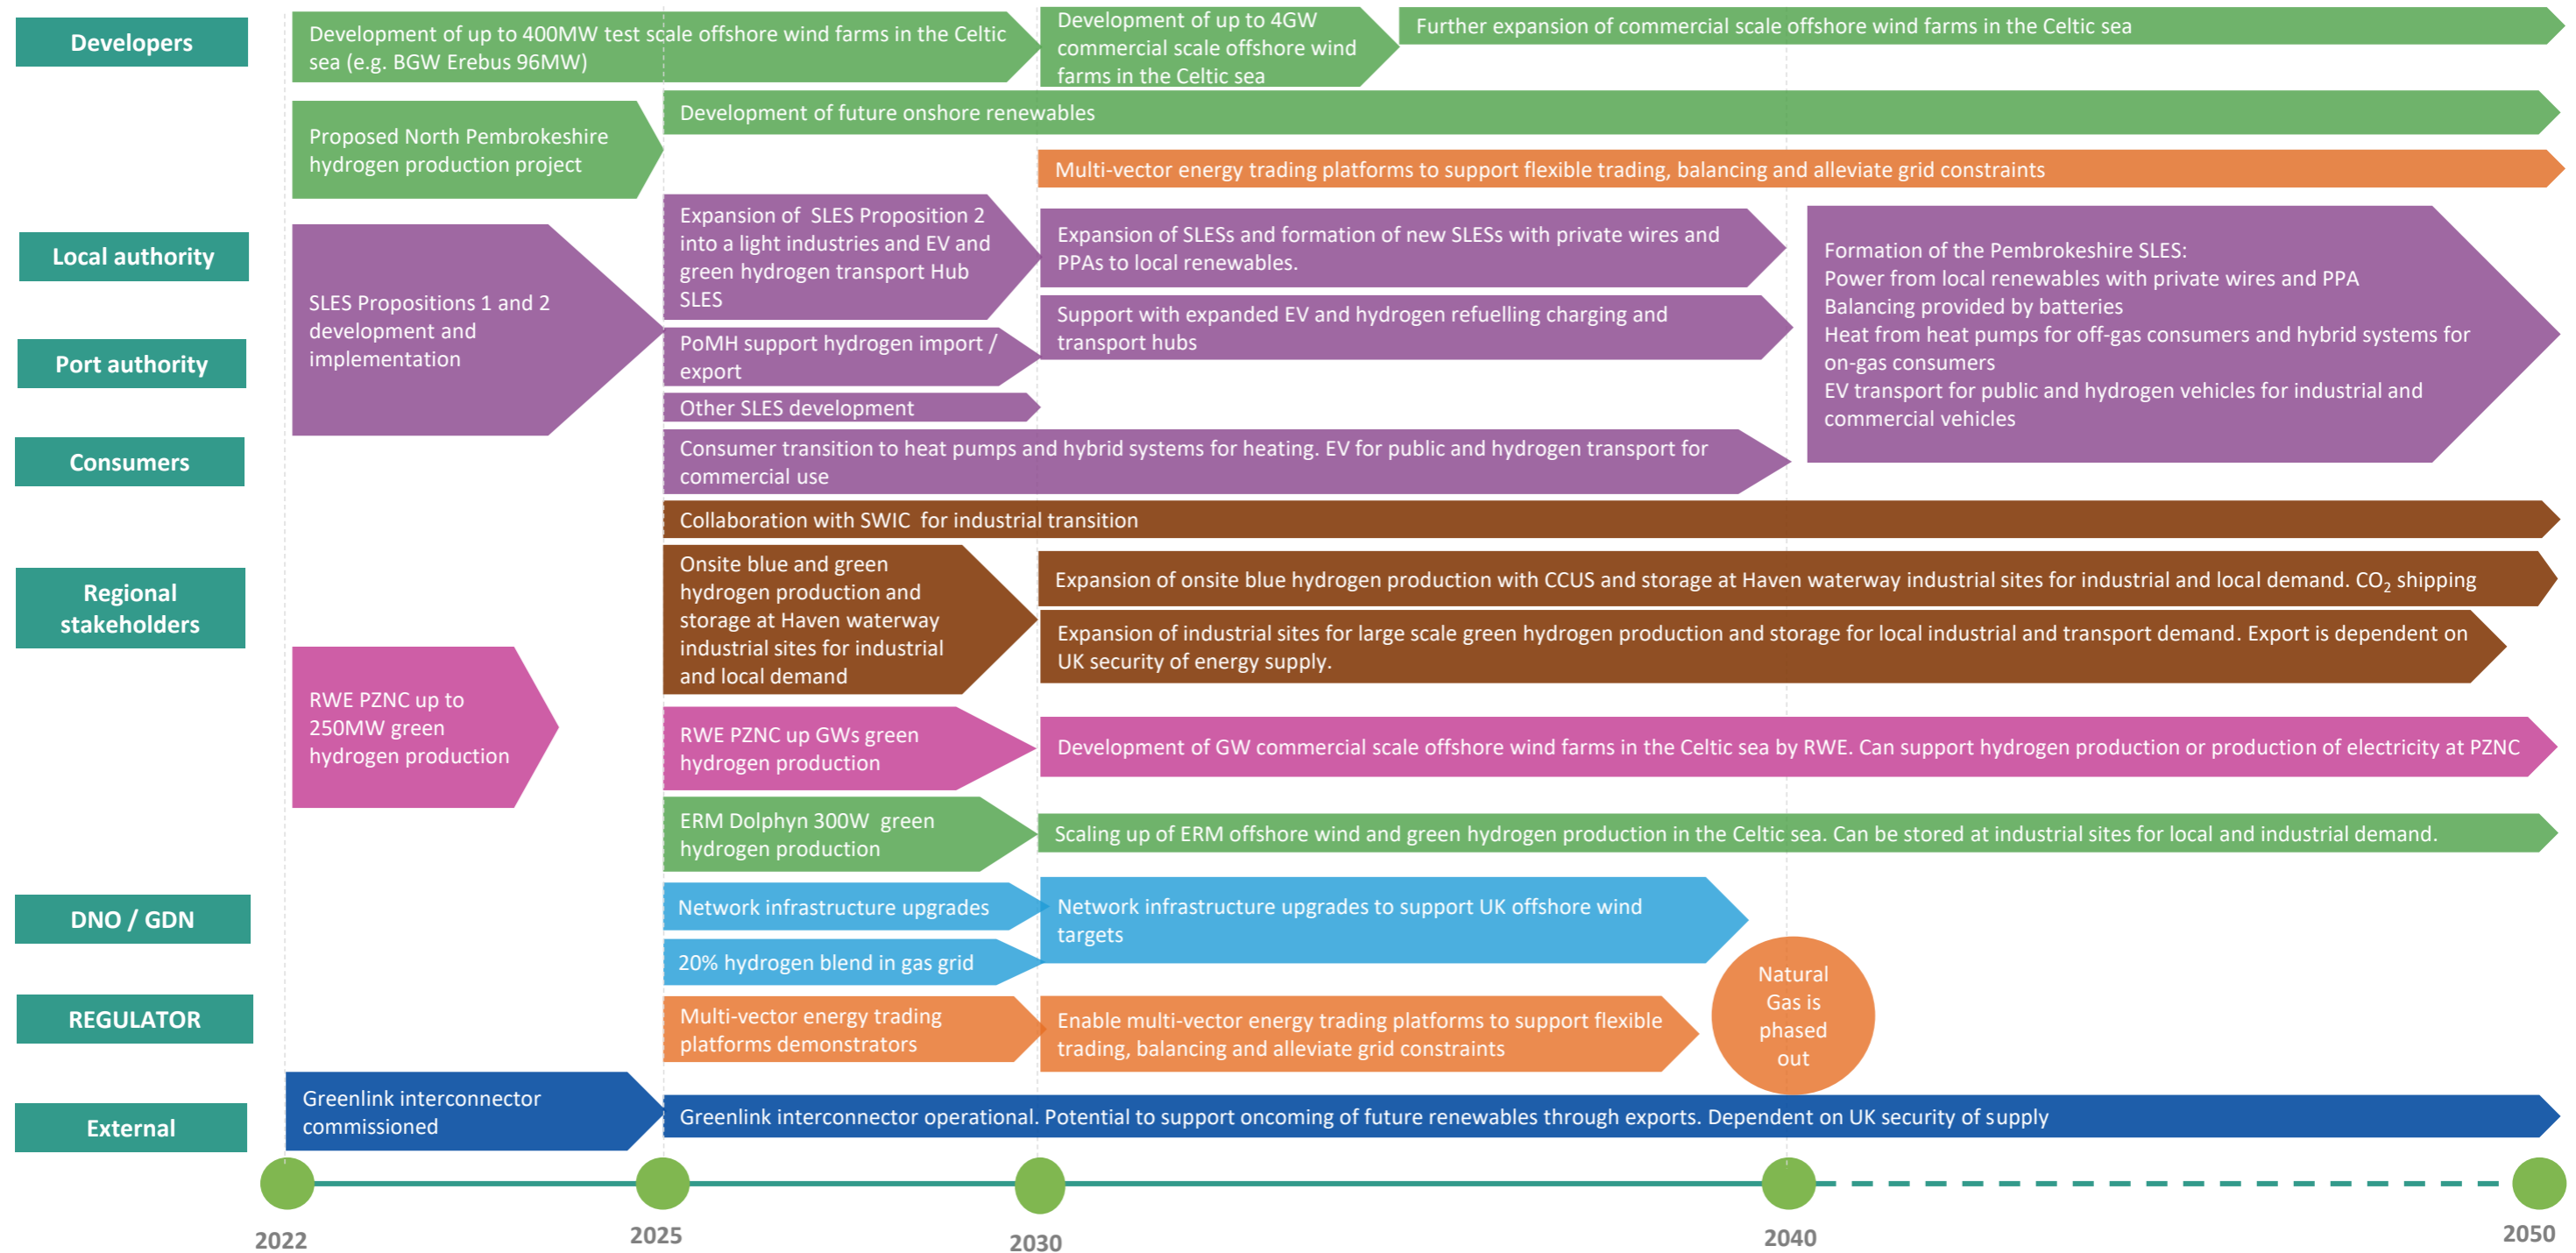 Developers
Development of up to 400MW test scale offshore wind farms in the Celtic
sea (e.g. BGW Erebus 96MW)
Development of up to 4GW
commercial scale offshore wind
farms in the Celtic sea
Further expansion of commercial scale offshore wind farms in the Celtic sea
Proposed North Pembrokeshire
hydrogen production project
Development of future onshore renewables
Multi-vector energy trading platforms to support flexible trading, balancing and alleviate grid constraints
Local authority
Port authority
SLES Propositions 1 and 2
development and
implementation
Expansion of SLES Proposition 2
into a light industries and EV and
green hydrogen transport Hub
SLES
Expansion of SLESs and formation of new SLESs with private wires and
PPAs to local renewables.
PoMH support hydrogen import /
export
Support with expanded EV and hydrogen refuelling charging and
transport hubs
Other SLES development
Formation of the Pembrokeshire SLES:
Power from local renewables with private wires and PPA
Balancing provided by batteries
Heat from heat pumps for off-gas consumers and hybrid systems for
on-gas consumers
EV transport for public and hydrogen vehicles for industrial and
commercial vehicles
Consumers
Consumer transition to heat pumps and hybrid systems for heating. EV for public and hydrogen transport for
commercial use
Collaboration with SWIC for industrial transition
Regional
stakeholders
Onsite blue and green
hydrogen production and
storage at Haven waterway
industrial sites for industrial
and local demand
Expansion of onsite blue hydrogen production with CCUS and storage at Haven waterway industrial sites for industrial and local demand. CO2 shipping
Expansion of industrial sites for large scale green hydrogen production and storage for local industrial and transport demand. Export is dependent on
UK security of energy supply.
RWE PZNC up to
250MW green
hydrogen production
RWE PZNC up GWs green
hydrogen production
Development of GW commercial scale offshore wind farms in the Celtic sea by RWE. Can support hydrogen production or production of electricity at PZNC
ERM Dolphyn 300W green
hydrogen production
Scaling up of ERM offshore wind and green hydrogen production in the Celtic sea. Can be stored at industrial sites for local and industrial demand.
DNO / GDN
Network infrastructure upgrades
Network infrastructure upgrades to support UK offshore wind
targets
20% hydrogen blend in gas grid
REGULATOR
Multi-vector energy trading
platforms demonstrators
Enable multi-vector energy trading platforms to support flexible
trading, balancing and alleviate grid constraints
Natural
Gas is
phased
out
External
Greenlink interconnector
commissioned
Greenlink interconnector operational. Potential to support oncoming of future renewables through exports. Dependent on UK security of supply
2022
2025
2030
2040
2050